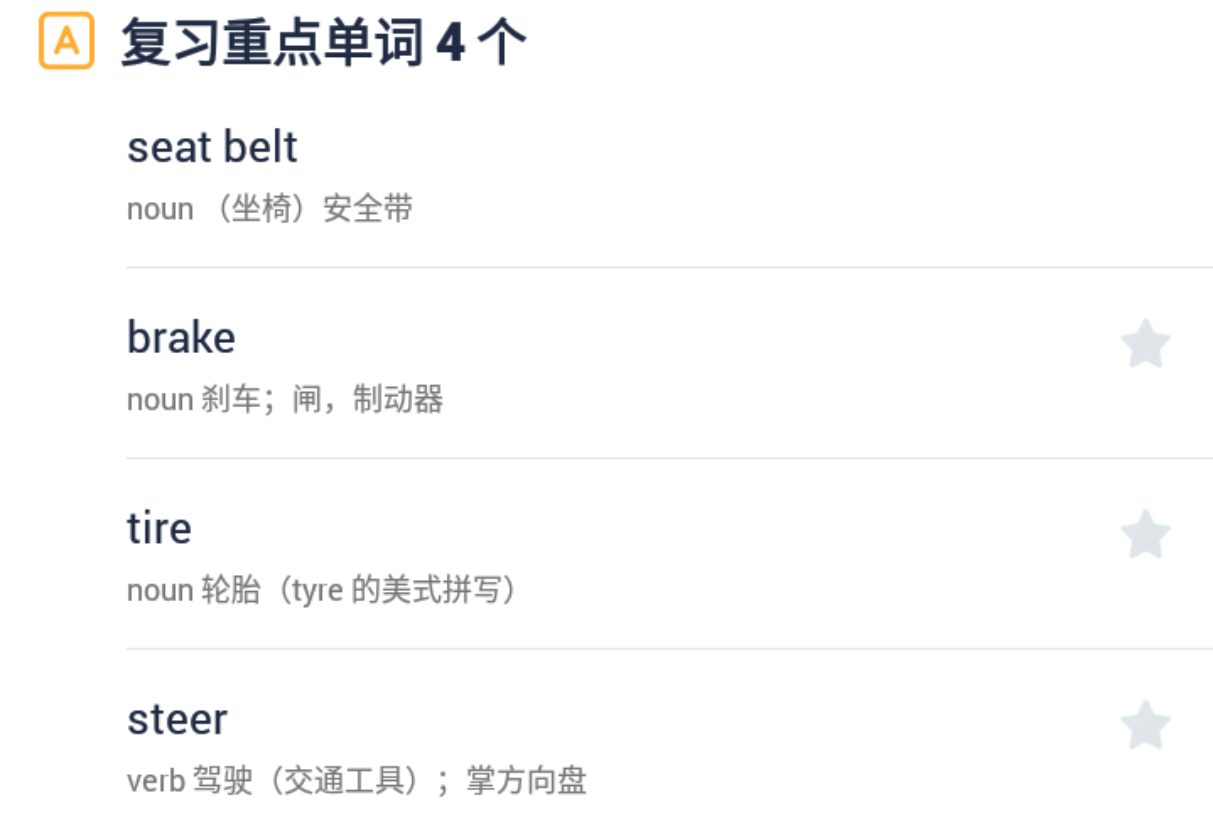 A 复习重点单词 4 个
seat belt
noun （坐椅）安全带
brake
noun 刹车；闸，制动器
tire
noun 轮胎（tyre 的美式拼写）
steer
verb 驾驶（交通工具）；掌方向盘